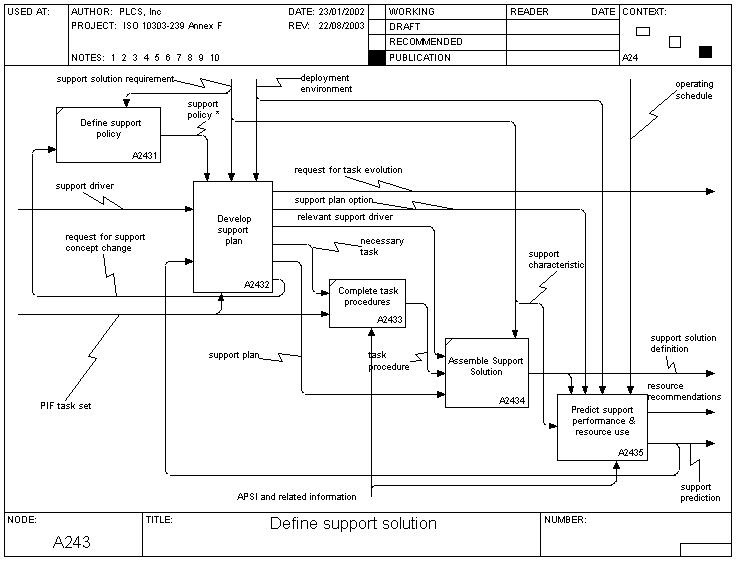 USED AT:
AUTHOR: PLCS, Inc
DATE: 23/01/2002
PROJECT: ISO 10303-239 Annex F
REV: 22/08/2003
NOTES: 1 2 3 4 5 6 7 8 9 10
WORKING
DRAFT
RECOMMENDED
PUBLICATION
READER
DATE
CONTEXT:
A24
support solution requirement
deployment
environment
support
policy *
operating
schedule
Define support
policy
A2431
request for task evolution
support driver
support plan option
relevant support driver
Develop
support
plan
A2432
request for support
concept change
necessary
task
support
characteristic
Complete task
procedures
A2433
support plan
task
procedure
Assemble Support
Solution
A2434
support solution
definition
resource
recommendations
PIF task set
Predict support
performance &
resource use
A2435
support
prediction
APSI and related information
NODE:
A243
TITLE:
Define support solution
NUMBER: